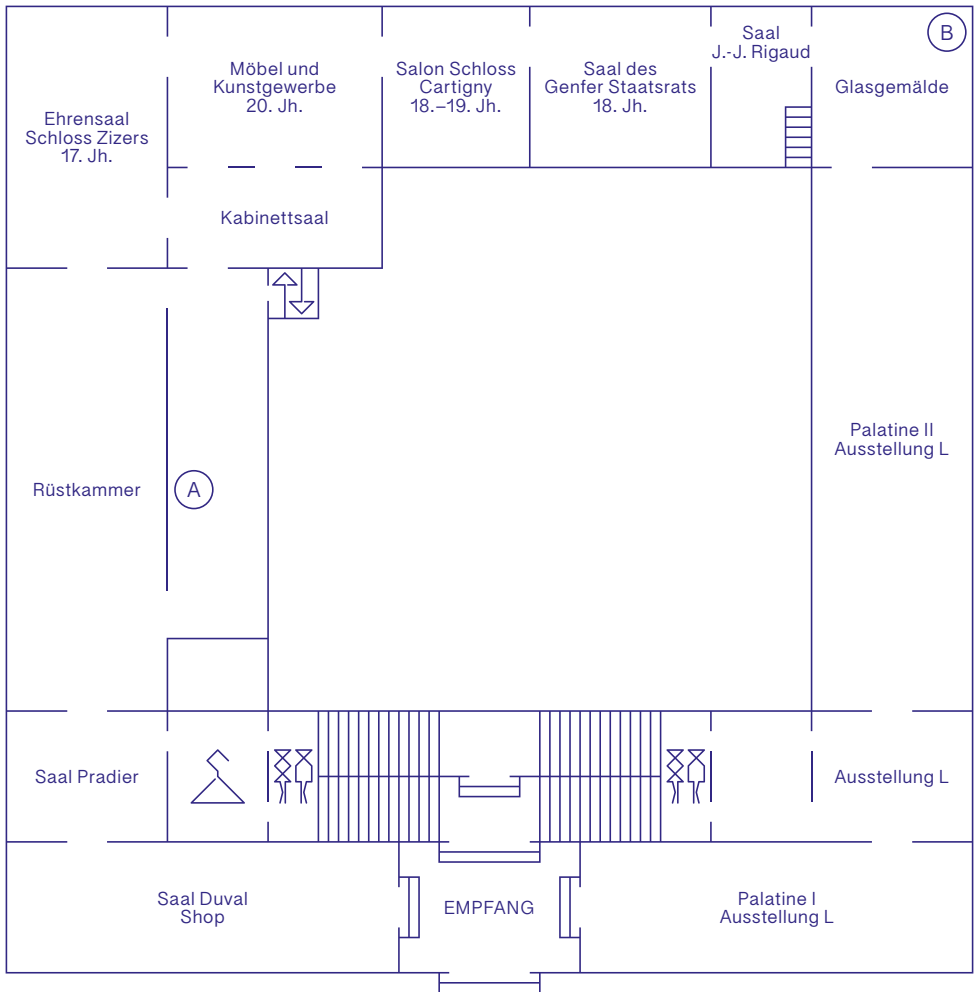 B
Saal
J.-J. Rigaud
Möbel und
Kunstgewerbe
20. Jh.
Salon Schloss
Cartigny
18.–19. Jh.
Saal des
Genfer Staatsrats
18. Jh.
Glasgemälde
Ehrensaal
Schloss Zizers
17. Jh.
Kabinettsaal
Palatine II
Ausstellung L
Rüstkammer
A
Saal Pradier
Ausstellung L
Saal Duval
Shop
EMPFANG
Palatine I
Ausstellung L